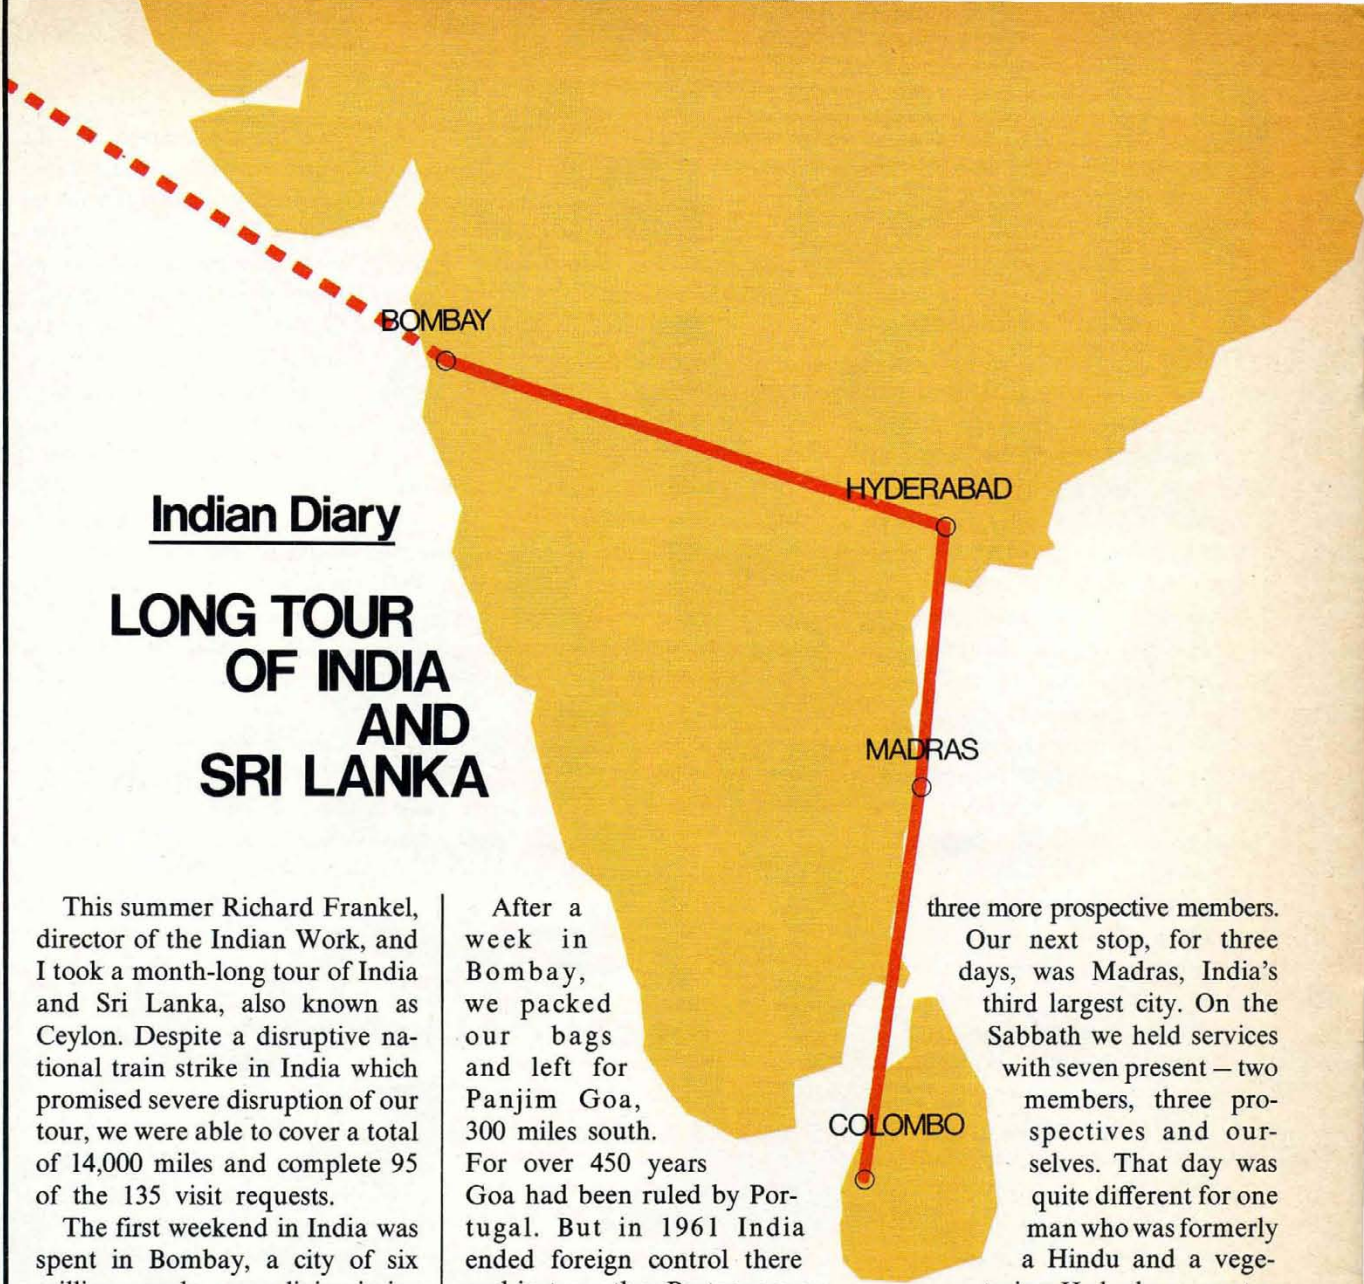 BOMBAY
HYDERABAD
MADRAS
COLOMBO
Indian Diary
LONG TOUR
OF INDIA
AND
SRI LANKA
This summer Richard Frankel,
director of the Indian Work, and
I took a month-long tour of India
and Sri Lanka, also known as
Ceylon. Despite a disruptive na-
tional train strike in India which
promised severe disruption of our
tour, we were able to cover a total
of 14,000 miles and complete 95
of the 135 visit requests.
The first weekend in India was
spent in Bombay, a city of six
After a
week in
Bombay,
we packed
our bags
and left for
Panjim Goa,
300 miles south.
For over 450 years
Goa had been ruled by Por-
tugal. But in 1961 India
ended foreign control there
three more prospective members.
Our next stop, for three
days, was Madras, India's
third largest city. On the
Sabbath we held services
with seven present — two
members, three pro-
spectives and our-
selves. That day was
quite different for one
man who was formerly
a Hindu and a vege-